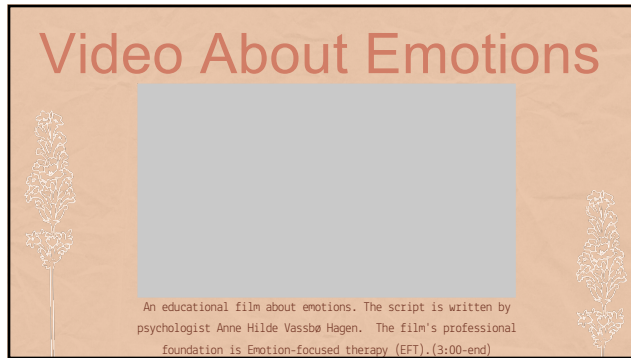 Video About Emotions
An educational film about emotions. The script is written by
psychologist Anne Hilde Vassbø Hagen.  The film's professional
foundation is Emotion-focused therapy (EFT).(3:00-end)